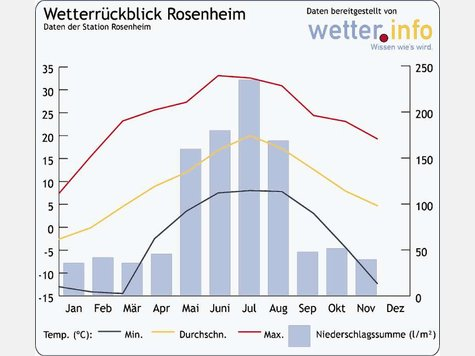 Wetterrückblick Rosenheim
Daten der Station Rosenheim
Daten bereitgestellt von
wetter.info
Wissen wie's wird.
35
30
25
20
15
10
5
0
-5
-10
-15
250
200
150
100
50
0
Jan Feb Mär Apr Mai Juni Jul Aug Sep Okt Nov Dez
Temp. (°C): Min. Durchschn. Max. Niederschlagssumme (l/m²)